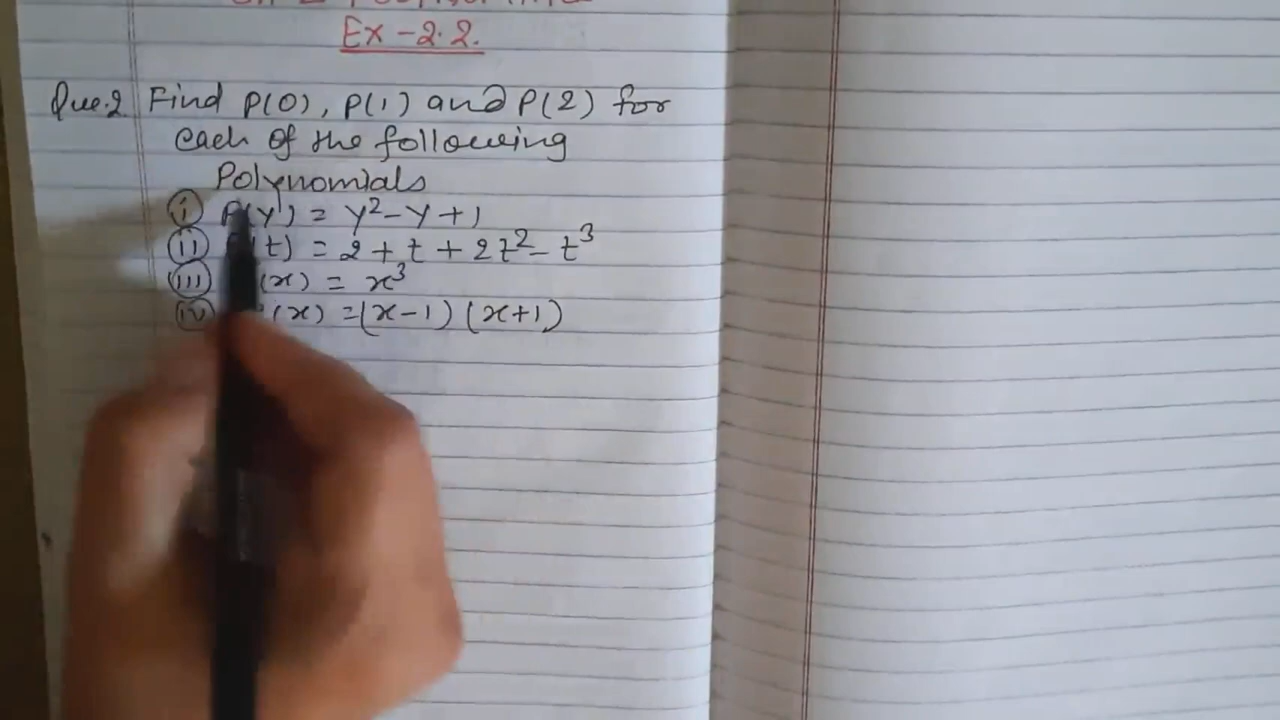 Ex - 2.2.
Que.2 Find P(0), P(1) and P(2) for
each of the following
Polynomials
(i) P(y) = y² - y + 1
(ii) (t) = 2 + t + 2t² - t³
(iii) (x) = x³
(iv) (x) = (x-1) (x+1)